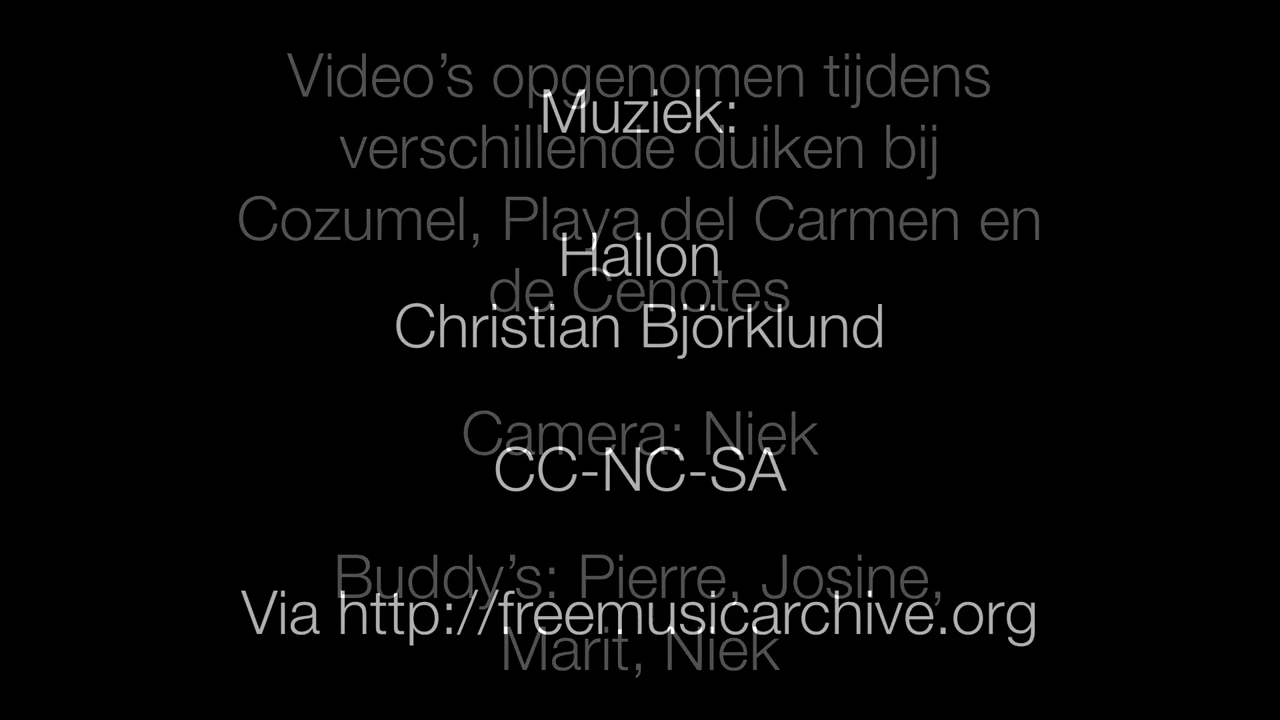 Video’s opgenomen tijdens
Muziek:
verschillende duiken bij
Cozumel, Playa del Carmen en
Hallon
de Cenotes
Christian Björklund
Camera: Niek
CC-NC-SA
Buddy’s: Pierre, Josine,
Via http://freemusicarchive.org
Marit, Niek